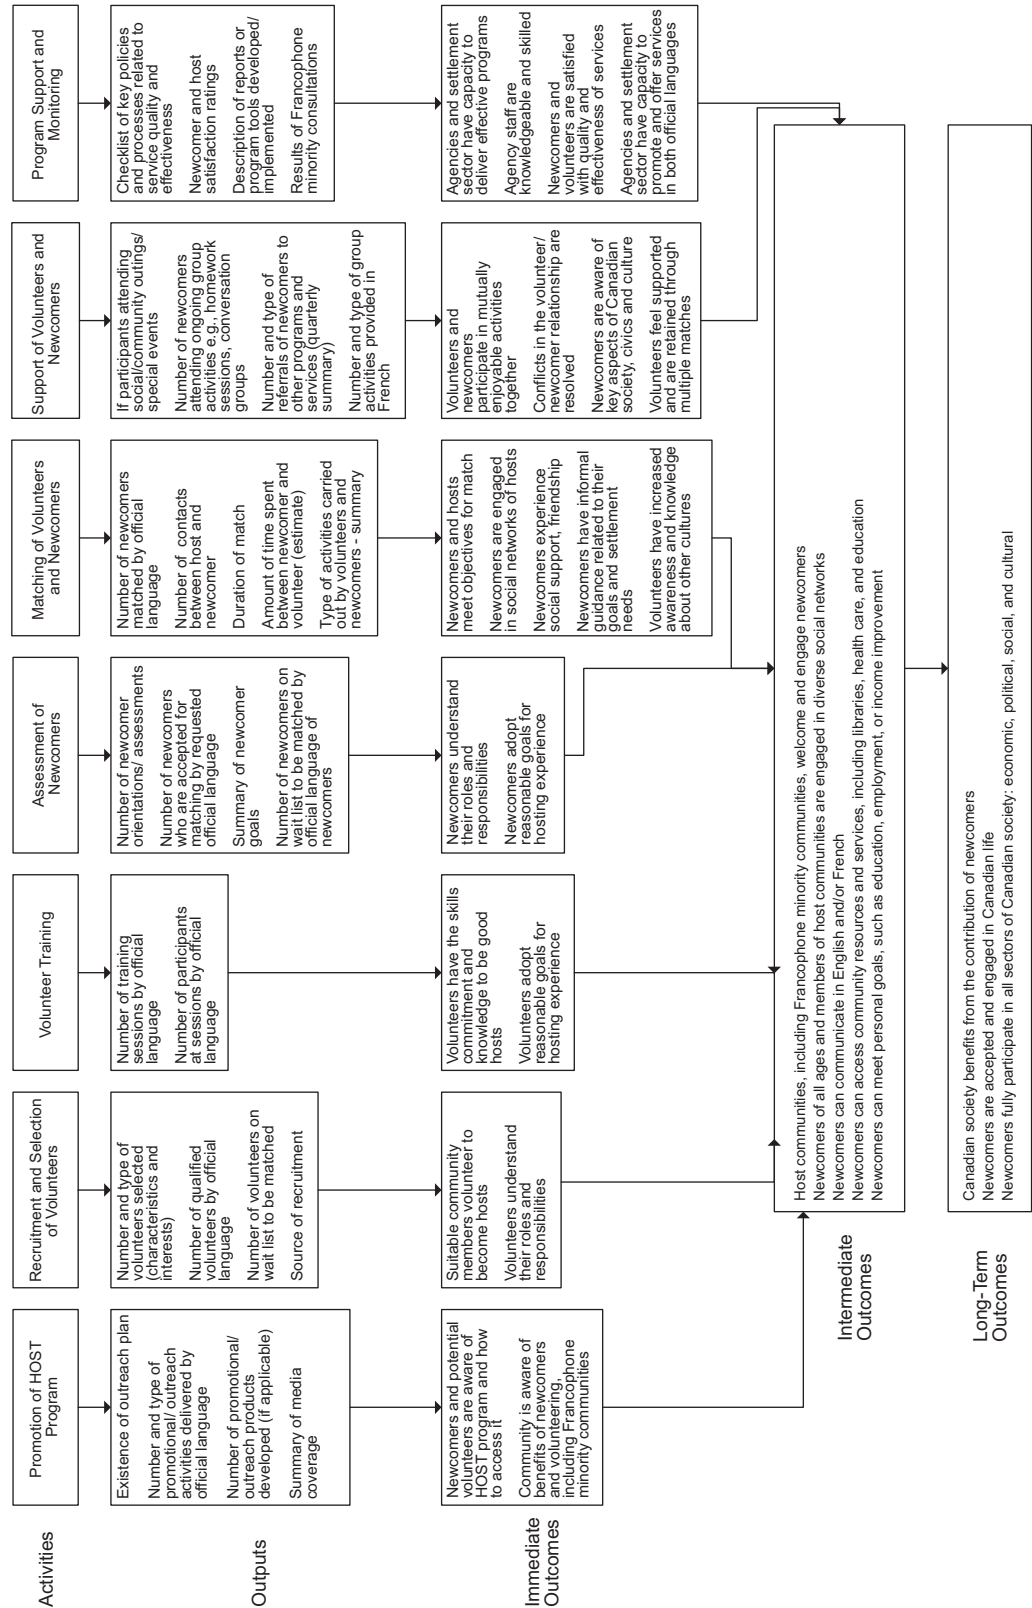 Activities
Promotion of HOST
Program
Recruitment and Selection
of Volunteers
Volunteer Training
Assessment of
Newcomers
Matching of Volunteers
and Newcomers
Support of Volunteers and
Newcomers
Program Support and
Monitoring
Outputs
Existence of outreach plan
Number and type of
promotional/ outreach
activities delivered by
official language
Number of promotional/
outreach products
developed (if applicable)
Summary of media
coverage
Number and type of
volunteers selected
(characteristics and
interests)
Number of qualified
volunteers by official
language
Number of volunteers on
wait list to be matched
Source of recruitment
Number of training
sessions by official
language
Number of participants
at sessions by official
language
Number of newcomer
orientations/ assessments
Number of newcomers
who are accepted for
matching by requested
official language
Summary of newcomer
goals
Number of newcomers on
wait list to be matched by
official language of
newcomers
Number of newcomers
matched by official
language
Number of contacts
between host and
newcomer
Duration of match
Amount of time spent
between newcomer and
volunteer (estimate)
Type of activities carried
out by volunteers and
newcomers - summary
If participants attending
social/community outings/
special events
Number of newcomers
attending ongoing group
activities e.g., homework
sessions, conversation
groups
Number and type of
referrals of newcomers to
other programs and
services (quarterly
summary)
Number and type of group
activities provided in
French
Checklist of key policies
and processes related to
service quality and
effectiveness
Newcomer and host
satisfaction ratings
Description of reports or
program tools developed/
implemented
Results of Francophone
minority consultations
Immediate
Outcomes
Newcomers and potential
volunteers are aware of
HOST program and how
to access it
Community is aware of
benefits of newcomers
and volunteering,
including Francophone
minority communities
Suitable community
members volunteer to
become hosts
Volunteers understand
their roles and
responsibilities
Volunteers have the skills
commitment and
knowledge to be good
hosts
Volunteers adopt
reasonable goals for
hosting experience
Newcomers understand
their roles and
responsibilities
Newcomers adopt
reasonable goals for
hosting experience
Newcomers and hosts
meet objectives for match
Newcomers are engaged
in social networks of hosts
Newcomers experience
social support, friendship
Newcomers have informal
guidance related to their
goals and settlement
needs
Volunteers have increased
awareness and knowledge
about other cultures
Volunteers and
newcomers
participate in mutually
enjoyable activities
together
Conflicts in the volunteer/
newcomer relationship are
resolved
Newcomers are aware of
key aspects of Canadian
society, civics and culture
Volunteers feel supported
and are retained through
multiple matches
Agencies and settlement
sector have capacity to
deliver effective programs
Agency staff are
knowledgeable and skilled
Newcomers and
volunteers are satisfied
with quality and
effectiveness of services
Agencies and settlement
sector have capacity to
promote and offer services
in both official languages
Intermediate
Outcomes
Host communities, including Francophone minority communities, welcome and engage newcomers
Newcomers of all ages and members of host communities are engaged in diverse social networks
Newcomers can communicate in English and/or French
Newcomers can access community resources and services, including libraries, health care, and education
Newcomers can meet personal goals, such as education, employment, or income improvement
Long-Term
Outcomes
Canadian society benefits from the contribution of newcomers
Newcomers are accepted and engaged in Canadian life
Newcomers fully participate in all sectors of Canadian society: economic, political, social, and cultural